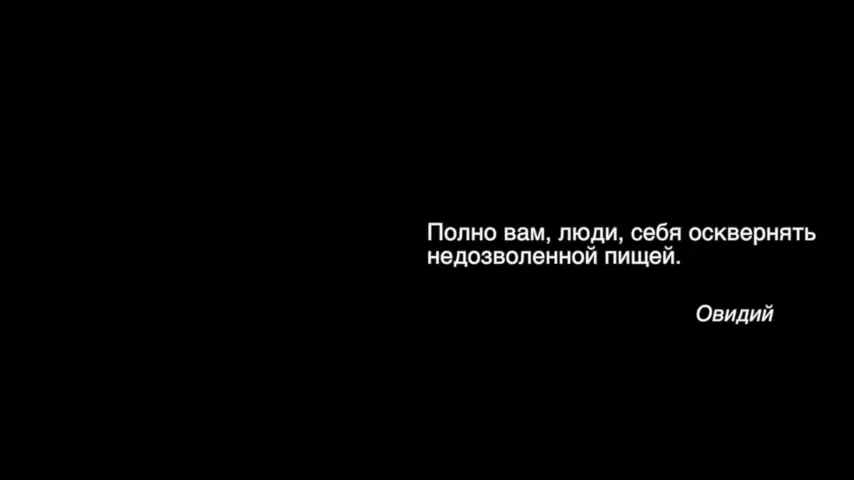 Полно вам, люди, себя осквернять
недозволенной пищей.
Овидий